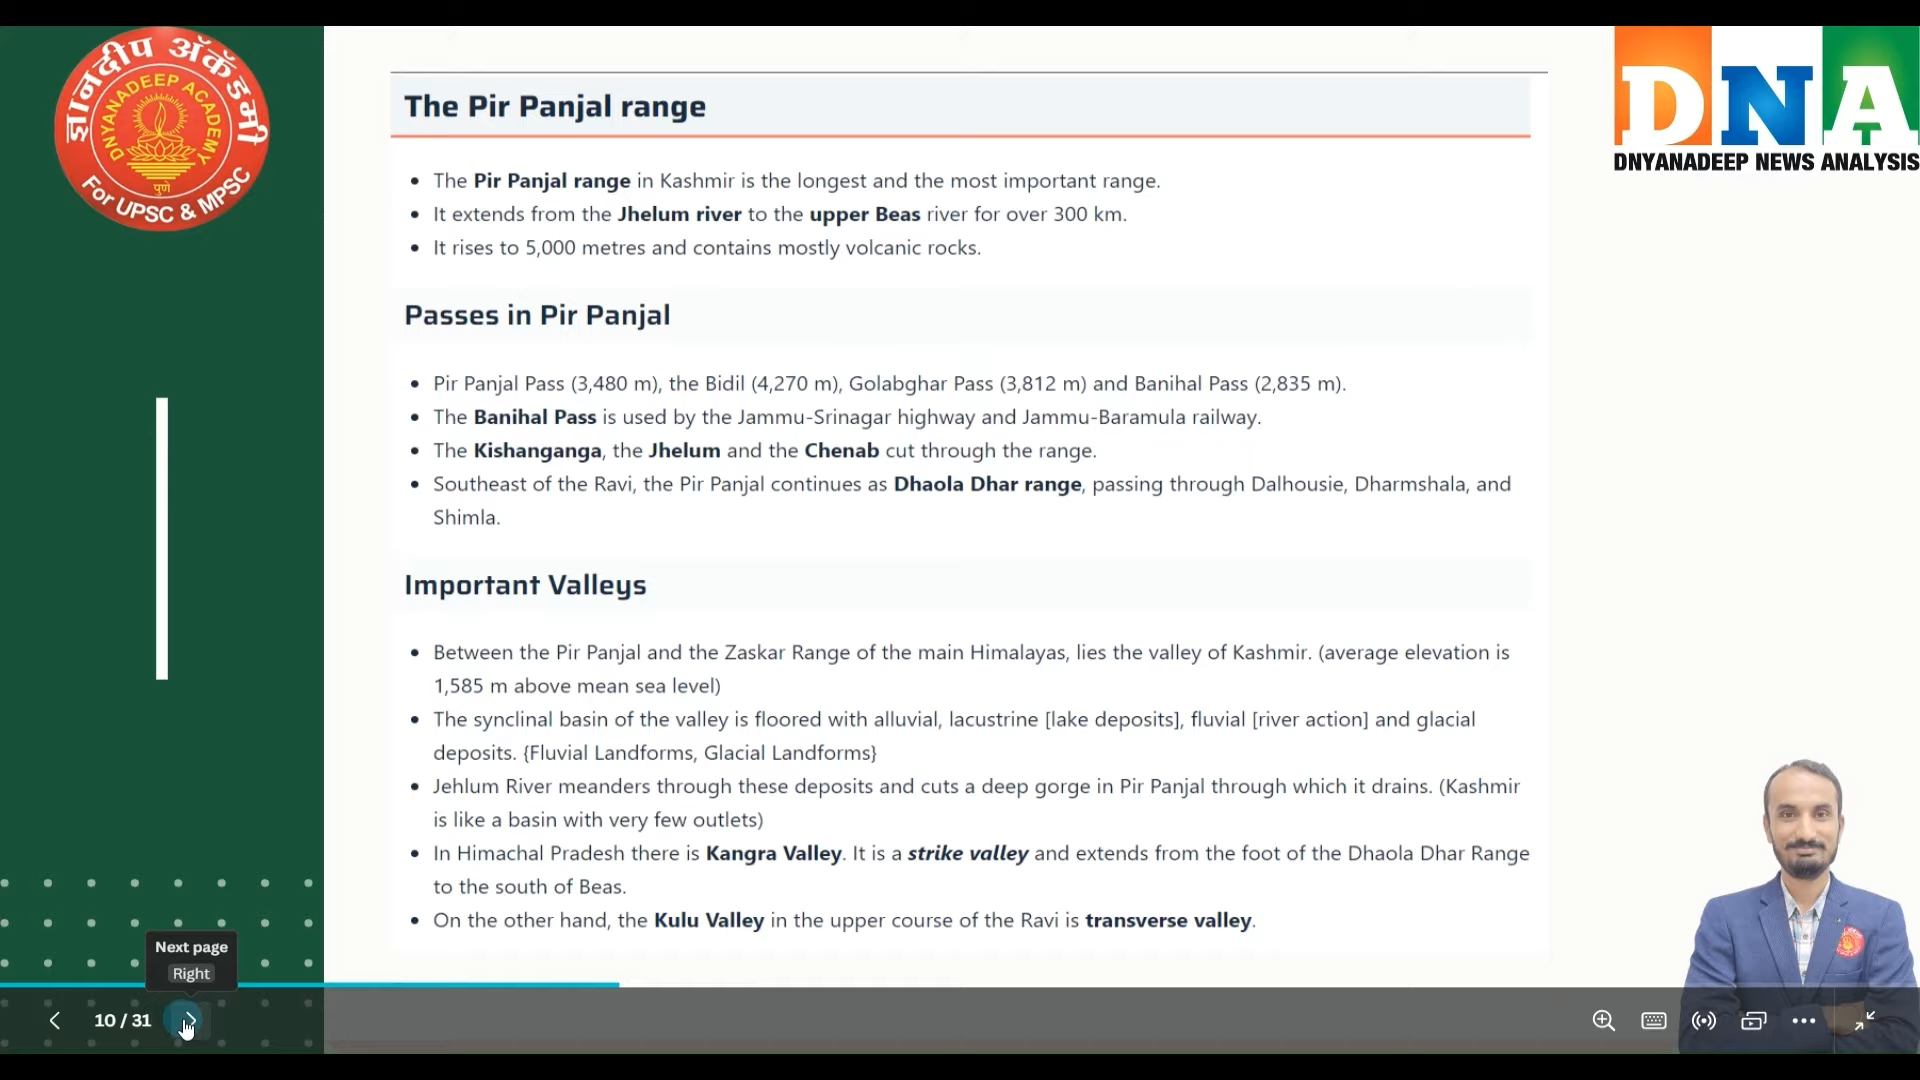 ज्ञानदीप अ‍ॅकॅडमी
DNYANADEEP ACADEMY
पुणे
For UPSC & MPSC
DNA
DNYANADEEP NEWS ANALYSIS
The Pir Panjal range
The Pir Panjal range in Kashmir is the longest and the most important range.
It extends from the Jhelum river to the upper Beas river for over 300 km.
It rises to 5,000 metres and contains mostly volcanic rocks.
Passes in Pir Panjal
Pir Panjal Pass (3,480 m), the Bidil (4,270 m), Golabghar Pass (3,812 m) and Banihal Pass (2,835 m).
The Banihal Pass is used by the Jammu-Srinagar highway and Jammu-Baramula railway.
The Kishanganga, the Jhelum and the Chenab cut through the range.
Southeast of the Ravi, the Pir Panjal continues as Dhaola Dhar range, passing through Dalhousie, Dharmshala, and
Shimla.
Important Valleys
Between the Pir Panjal and the Zaskar Range of the main Himalayas, lies the valley of Kashmir. (average elevation is
1,585 m above mean sea level)
The synclinal basin of the valley is floored with alluvial, lacustrine [lake deposits], fluvial [river action] and glacial
deposits. {Fluvial Landforms, Glacial Landforms}
Jehlum River meanders through these deposits and cuts a deep gorge in Pir Panjal through which it drains. (Kashmir
is like a basin with very few outlets)
In Himachal Pradesh there is Kangra Valley. It is a strike valley and extends from the foot of the Dhaola Dhar Range
to the south of Beas.
On the other hand, the Kulu Valley in the upper course of the Ravi is transverse valley.
Next page
Right
10 / 31